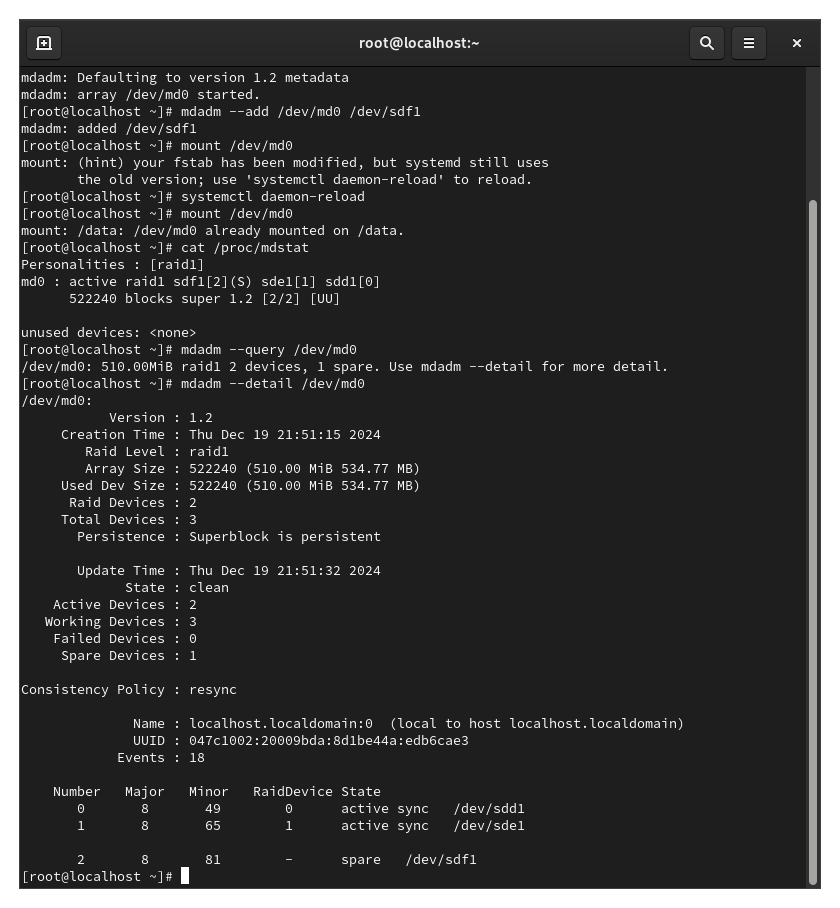 root@localhost:~
mdadm: Defaulting to version 1.2 metadata
mdadm: array /dev/md0 started.
[root@localhost ~]# mdadm --add /dev/md0 /dev/sdf1
mdadm: added /dev/sdf1
[root@localhost ~]# mount /dev/md0
mount: (hint) your fstab has been modified, but systemd still uses
       the old version; use 'systemctl daemon-reload' to reload.
[root@localhost ~]# systemctl daemon-reload
[root@localhost ~]# mount /dev/md0
mount: /data: /dev/md0 already mounted on /data.
[root@localhost ~]# cat /proc/mdstat
Personalities : [raid1]
md0 : active raid1 sdf1[2](S) sde1[1] sdd1[0]
      522240 blocks super 1.2 [2/2] [UU]

unused devices: <none>
[root@localhost ~]# mdadm --query /dev/md0
/dev/md0: 510.00MiB raid1 2 devices, 1 spare. Use mdadm --detail for more detail.
[root@localhost ~]# mdadm --detail /dev/md0
/dev/md0:
           Version : 1.2
     Creation Time : Thu Dec 19 21:51:15 2024
        Raid Level : raid1
        Array Size : 522240 (510.00 MiB 534.77 MB)
     Used Dev Size : 522240 (510.00 MiB 534.77 MB)
      Raid Devices : 2
     Total Devices : 3
       Persistence : Superblock is persistent

       Update Time : Thu Dec 19 21:51:32 2024
             State : clean
    Active Devices : 2
   Working Devices : 3
    Failed Devices : 0
     Spare Devices : 1

Consistency Policy : resync

              Name : localhost.localdomain:0  (local to host localhost.localdomain)
              UUID : 047c1002:20009bda:8d1be44a:edb6cae3
            Events : 18

    Number   Major   Minor   RaidDevice State
       0       8       49        0      active sync   /dev/sdd1
       1       8       65        1      active sync   /dev/sde1

       2       8       81        -      spare   /dev/sdf1
[root@localhost ~]#